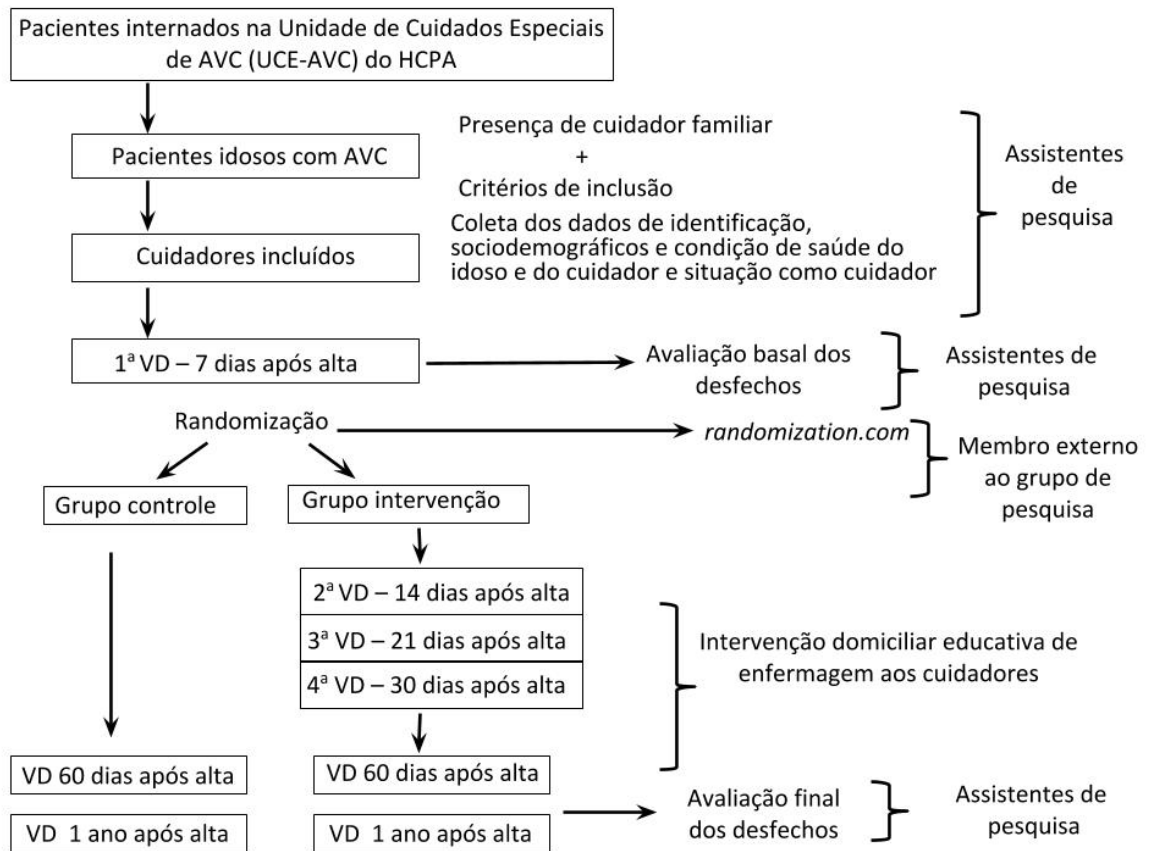 Pacientes internados na Unidade de Cuidados Especiais
de AVC (UCE-AVC) do HCPA
Pacientes idosos com AVC
Presença de cuidador familiar
+
Critérios de inclusão
Coleta dos dados de identificação,
sociodemográficos e condição de saúde do
idoso e do cuidador e situação como cuidador
Assistentes
de
pesquisa
Cuidadores incluídos
1ª VD – 7 dias após alta
Avaliação basal dos
desfechos
Assistentes de
pesquisa
Randomização
randomization.com
Membro externo
ao grupo de
pesquisa
Grupo controle
Grupo intervenção
2ª VD – 14 dias após alta
3ª VD – 21 dias após alta
4ª VD – 30 dias após alta
Intervenção domiciliar educativa de
enfermagem aos cuidadores
VD 60 dias após alta
VD 60 dias após alta
VD 1 ano após alta
VD 1 ano após alta
Avaliação final
dos desfechos
Assistentes de
pesquisa